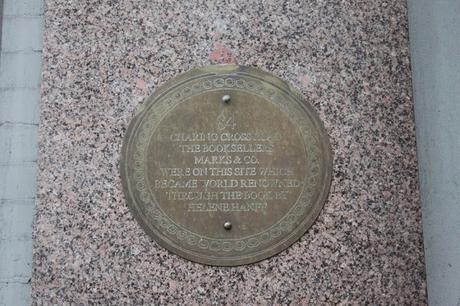 84
CHARING CROSS ROAD
THE BOOKSELLERS
MARKS & CO.
WERE ON THIS SITE WHICH
BECAME WORLD RENOWNED
THROUGH THE BOOK BY
HELENE HANFF